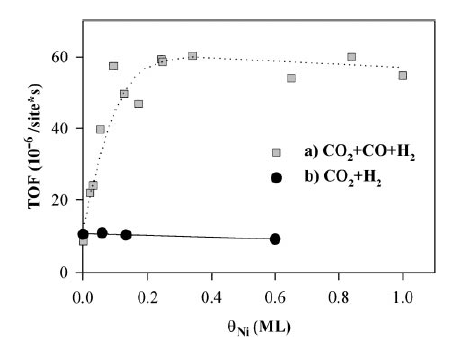 60
40
20
0
TOF (10⁻⁶ /site*s)
a) CO₂+CO+H₂
b) CO₂+H₂
0.0 0.2 0.4 0.6 0.8 1.0
θNi (ML)